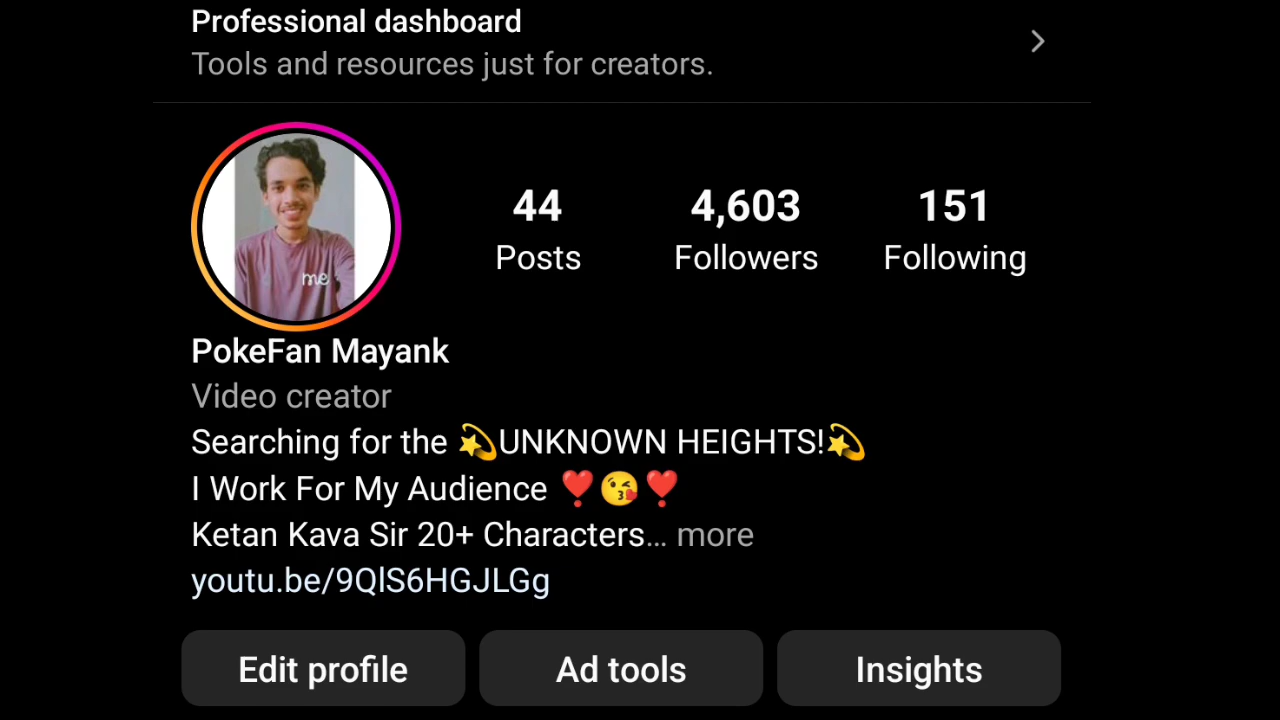 Professional dashboard
Tools and resources just for creators.
me
44
Posts
4,603
Followers
151
Following
PokeFan Mayank
Video creator
Searching for the 💫UNKNOWN HEIGHTS!💫
I Work For My Audience ❣️😘❣️
Ketan Kava Sir 20+ Characters... more
youtu.be/9QlS6HGJLGg
Edit profile
Ad tools
Insights